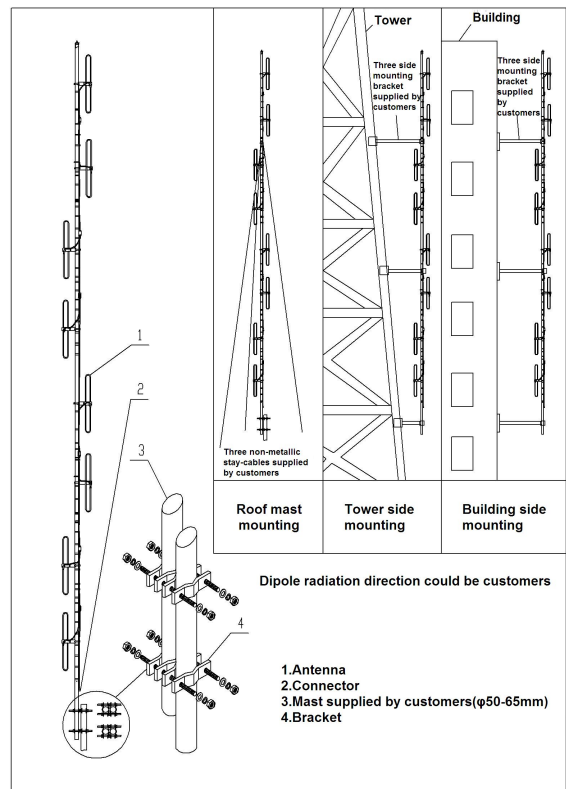 Tower
Building
Three side
mounting
bracket
supplied by
customers
Three side
mounting
bracket
supplied
by
customers
1
2
3
4
Three non-metallic
stay-cables supplied
by customers
Roof mast
mounting
Tower side
mounting
Building side
mounting
Dipole radiation direction could be customers
1.Antenna
2.Connector
3.Mast supplied by customers(φ50-65mm)
4.Bracket